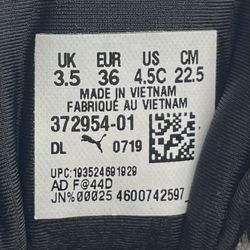 UK EUR US CM
3.5 36 4.5C 22.5
MADE IN VIETNAM
FABRIQUÉ AU VIETNAM
372954-01
DL 0719
UPC:193524691929
AD F@44D
JN%00025 4600742597